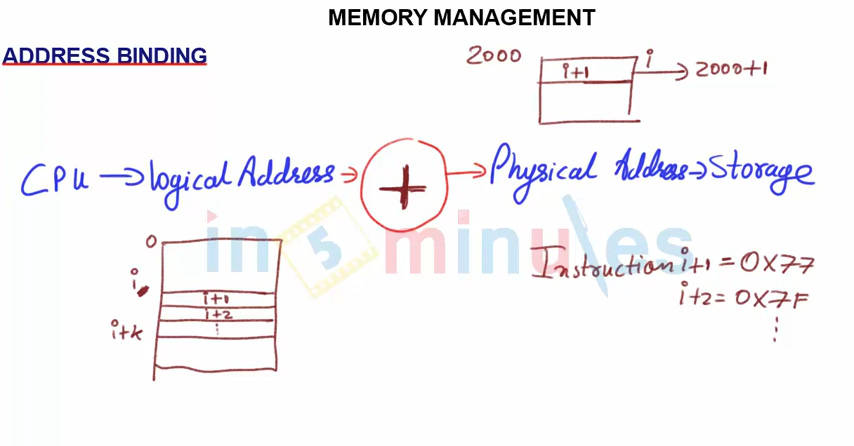 MEMORY MANAGEMENT
ADDRESS BINDING
2000
i+1
i
2000+1
CPU → logical Address → + → Physical Address → Storage
in 5 minutes
0
i
i+1
i+2
⋮
i+k
Instruction i+1 = 0X77
i+2 = 0X7F
⋮